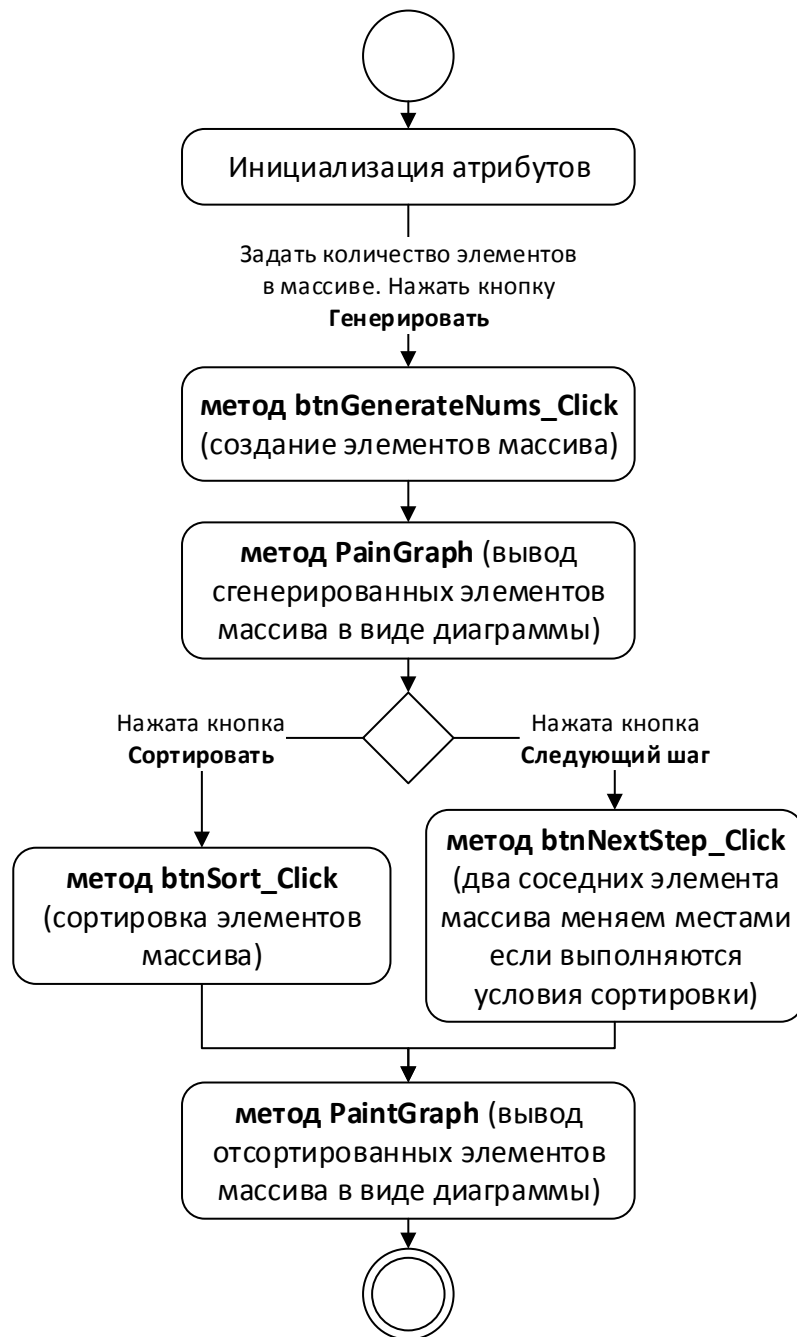 Инициализация атрибутов
Задать количество элементов
в массиве. Нажать кнопку
Генерировать
метод btnGenerateNums_Click
(создание элементов массива)
метод PainGraph (вывод
сгенерированных элементов
массива в виде диаграммы)
Нажата кнопка
Сортировать
Нажата кнопка
Следующий шаг
метод btnSort_Click
(сортировка элементов
массива)
метод btnNextStep_Click
(два соседних элемента
массива меняем местами
если выполняются
условия сортировки)
метод PaintGraph (вывод
отсортированных элементов
массива в виде диаграммы)